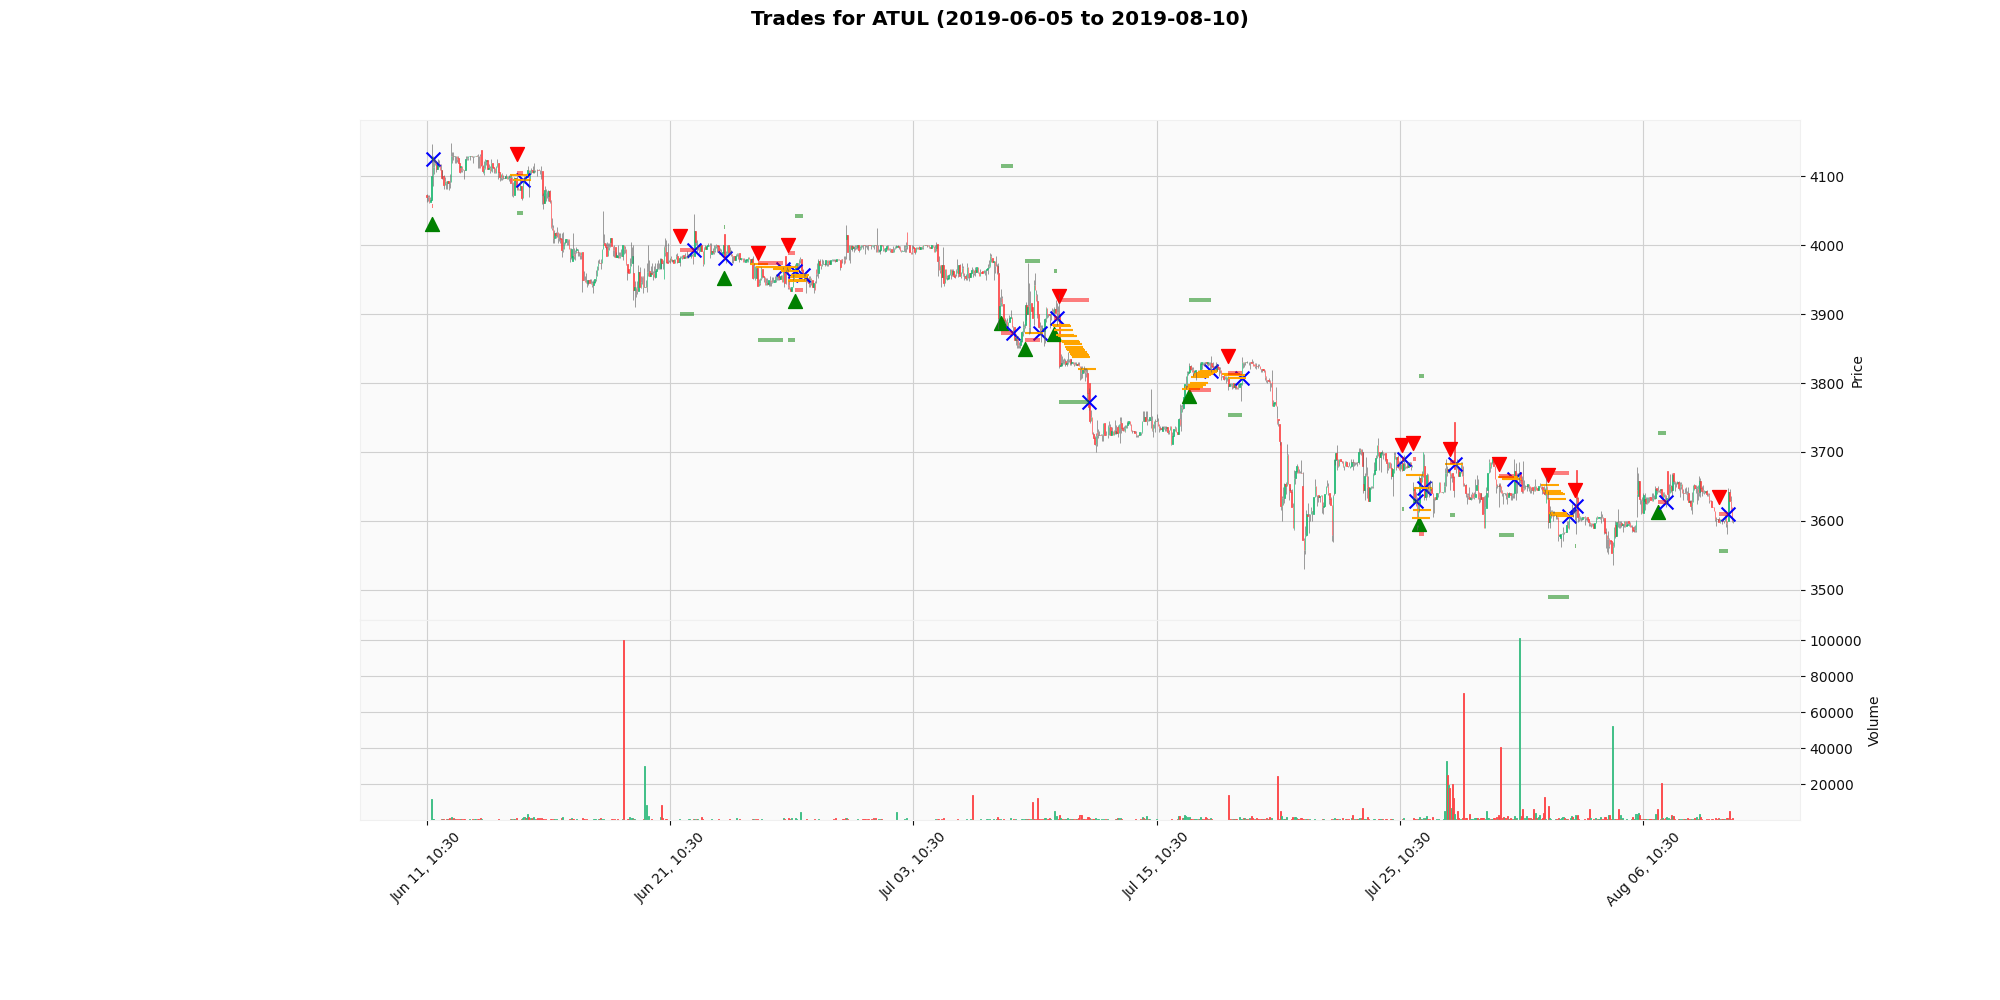 Trades for ATUL (2019-06-05 to 2019-08-10)
4100
4000
3900
3800
3700
3600
3500
Price
100000
80000
60000
40000
20000
Volume
Jun 11, 10:30
Jun 21, 10:30
Jul 03, 10:30
Jul 15, 10:30
Jul 25, 10:30
Aug 06, 10:30